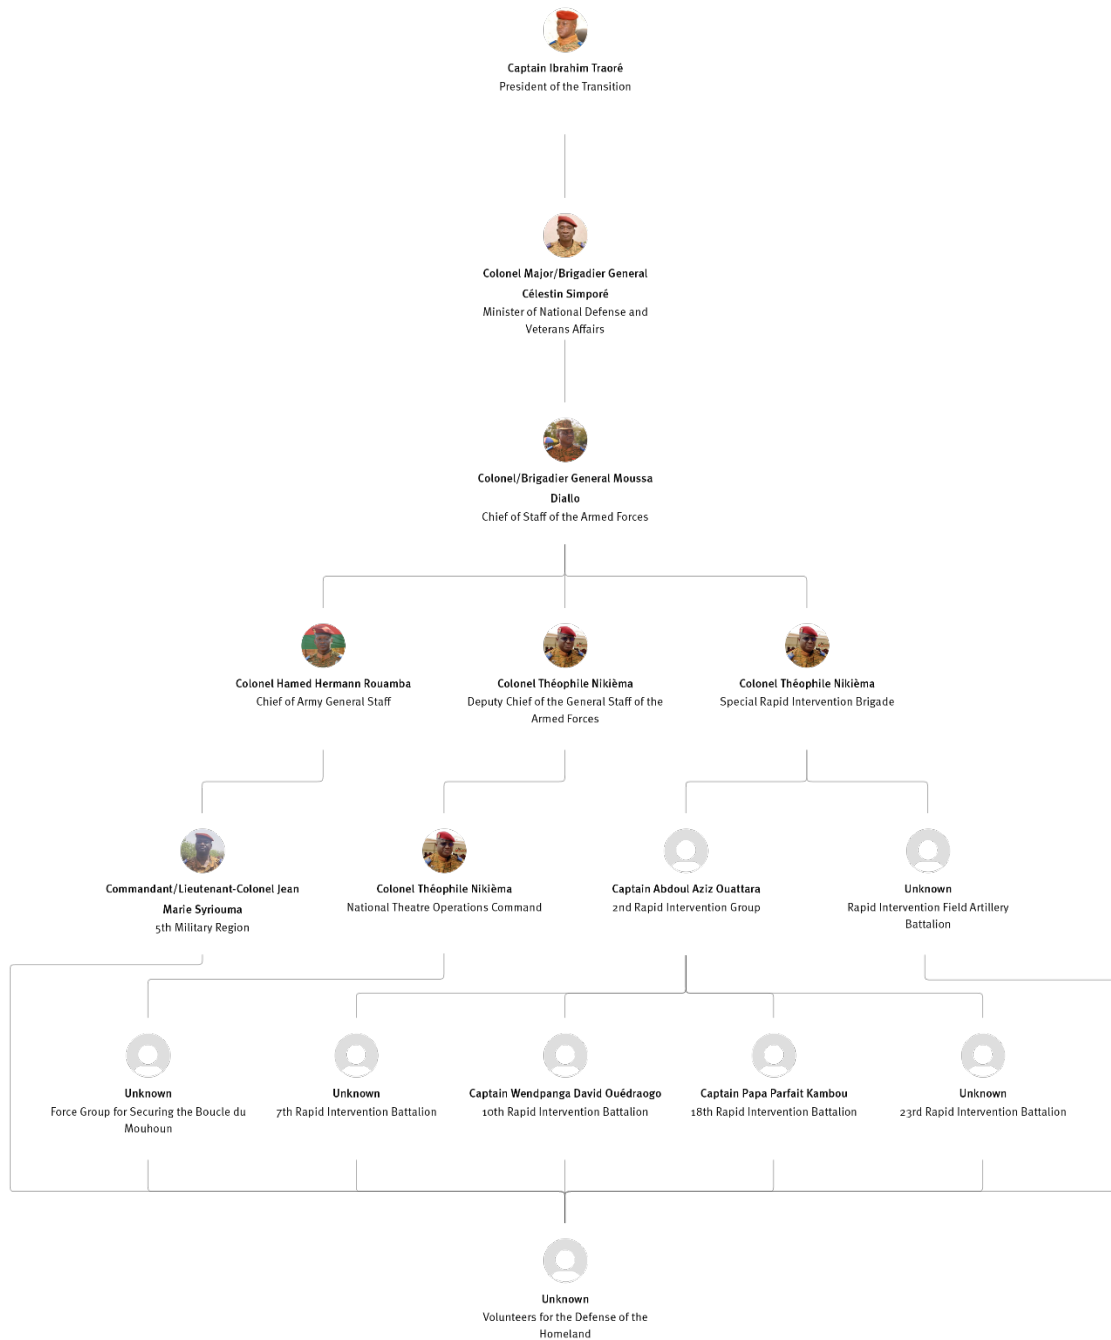 Captain Ibrahim Traoré
President of the Transition
Colonel Major/Brigadier General
Célestin Simporé
Minister of National Defense and
Veterans Affairs
Colonel/Brigadier General Moussa
Diallo
Chief of Staff of the Armed Forces
Colonel Hamed Hermann Rouamba
Chief of Army General Staff
Colonel Théophile Nikièma
Deputy Chief of the General Staff of the
Armed Forces
Colonel Théophile Nikièma
Special Rapid Intervention Brigade
Commandant/Lieutenant-Colonel Jean
Marie Syriouma
5th Military Region
Colonel Théophile Nikièma
National Theatre Operations Command
Captain Abdoul Aziz Ouattara
2nd Rapid Intervention Group
Unknown
Rapid Intervention Field Artillery
Battalion
Unknown
Force Group for Securing the Boucle du
Mouhoun
Unknown
7th Rapid Intervention Battalion
Captain Wendpanga David Ouédraogo
10th Rapid Intervention Battalion
Captain Papa Parfait Kambou
18th Rapid Intervention Battalion
Unknown
23rd Rapid Intervention Battalion
Unknown
Volunteers for the Defense of the
Homeland